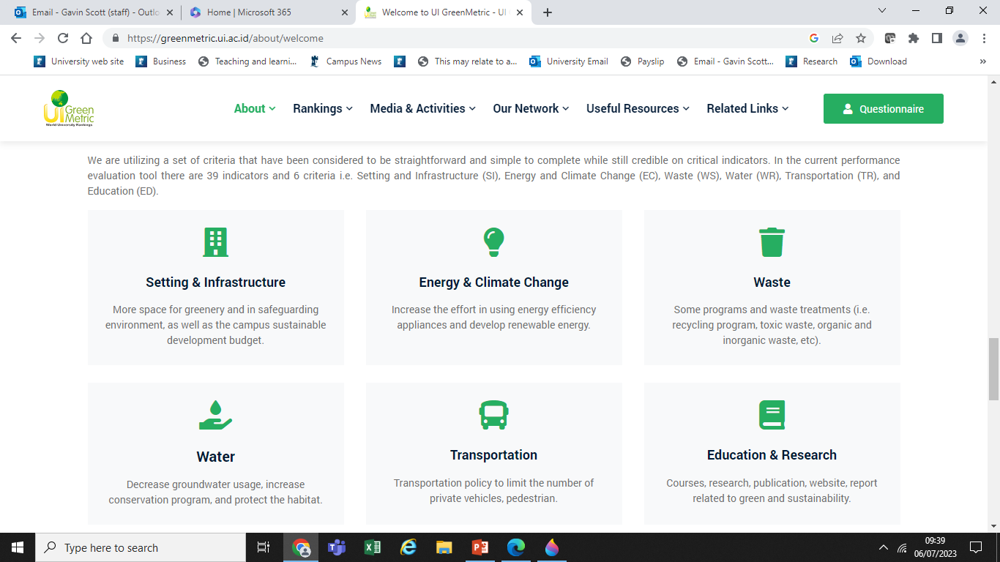 Email - Gavin Scott (staff) - Outlo
Home | Microsoft 365
Welcome to UI GreenMetric - UI
https://greenmetric.ui.ac.id/about/welcome
University web site
Business
Teaching and learni...
Campus News
This may relate to a...
University Email
Payslip
Email - Gavin Scott...
Research
Download
»
UI Green
Metric
World University Rankings
About
Rankings
Media & Activities
Our Network
Useful Resources
Related Links
Questionnaire
We are utilizing a set of criteria that have been considered to be straightforward and simple to complete while still credible on critical indicators. In the current performance
evaluation tool there are 39 indicators and 6 criteria i.e. Setting and Infrastructure (SI), Energy and Climate Change (EC), Waste (WS), Water (WR), Transportation (TR), and
Education (ED).
Setting & Infrastructure
More space for greenery and in safeguarding
environment, as well as the campus sustainable
development budget.
Energy & Climate Change
Increase the effort in using energy efficiency
appliances and develop renewable energy.
Waste
Some programs and waste treatments (i.e.
recycling program, toxic waste, organic and
inorganic waste, etc).
Water
Decrease groundwater usage, increase
conservation program, and protect the habitat.
Transportation
Transportation policy to limit the number of
private vehicles, pedestrian.
Education & Research
Courses, research, publication, website, report
related to green and sustainability.
Type here to search
09:39
06/07/2023